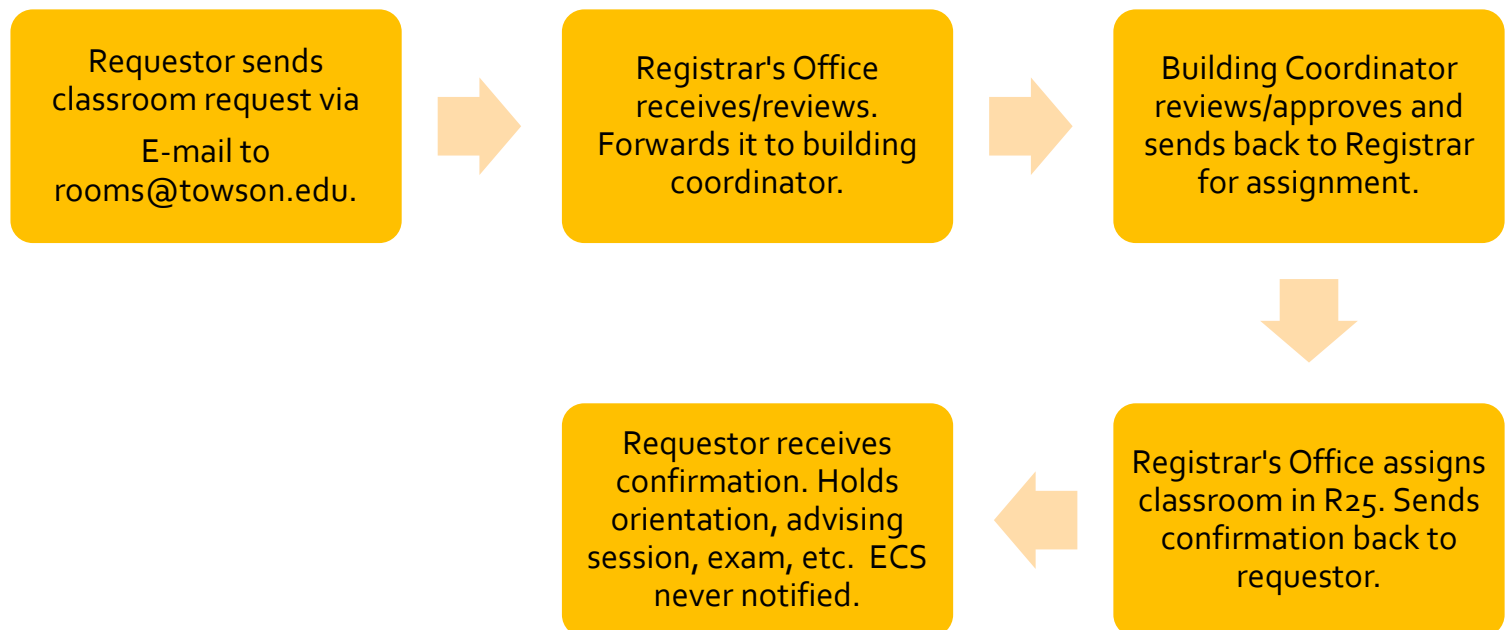 Requestor sends
classroom request via
E-mail to
rooms@towson.edu.
Registrar's Office
receives/reviews.
Forwards it to building
coordinator.
Building Coordinator
reviews/approves and
sends back to Registrar
for assignment.
Registrar's Office assigns
classroom in R25. Sends
confirmation back to
requestor.
Requestor receives
confirmation. Holds
orientation, advising
session, exam, etc.  ECS
never notified.